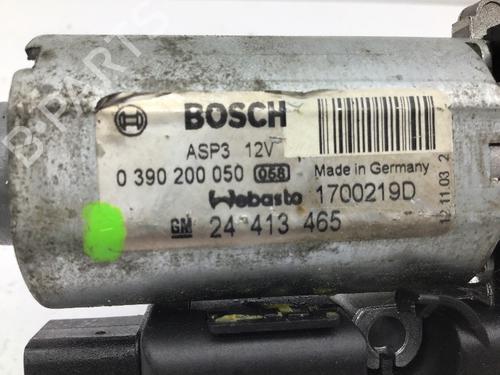 BOSCH
ASP3 12V
0 390 200 050 058 Made in Germany
Webasto 1700219D
GM 24 413 465
12.11.03 2
B-PARTS